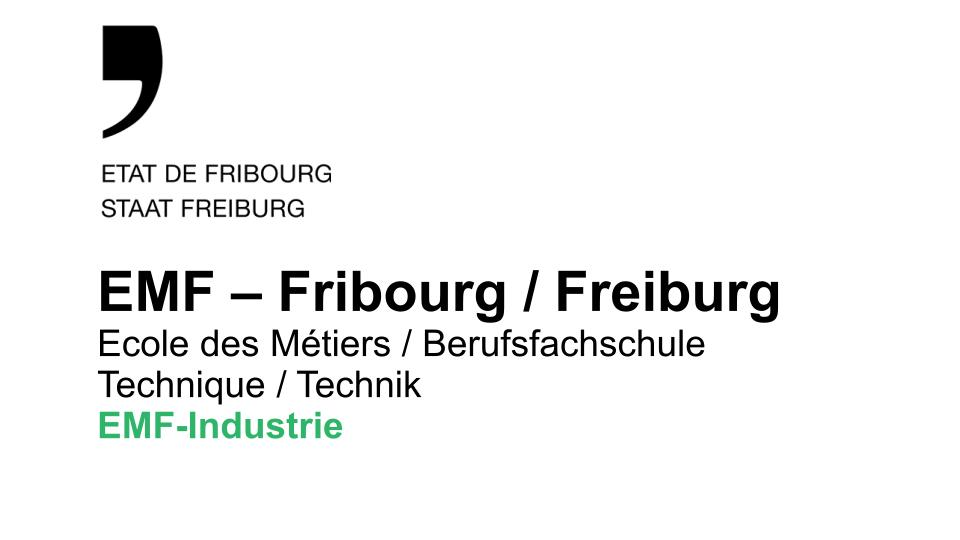 ETAT DE FRIBOURG
STAAT FREIBURG
EMF – Fribourg / Freiburg
Ecole des Métiers / Berufsfachschule
Technique / Technik
EMF-Industrie